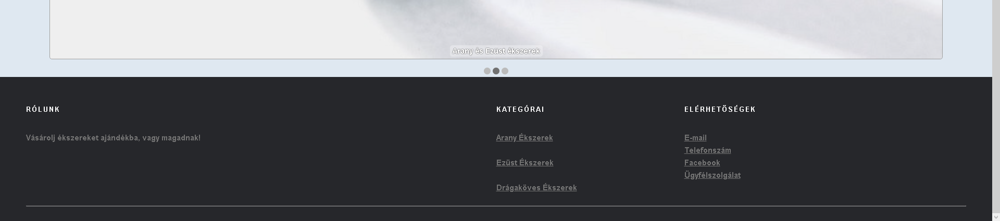 Arany és Ezüst ékszerek
RÓLUNK
Vásárolj ékszereket ajándékba, vagy magadnak!
KATEGÓRAI
Arany Ékszerek
Ezüst Ékszerek
Drágaköves Ékszerek
ELÉRHETŐSÉGEK
E-mail
Telefonszám
Facebook
Ügyfélszolgálat